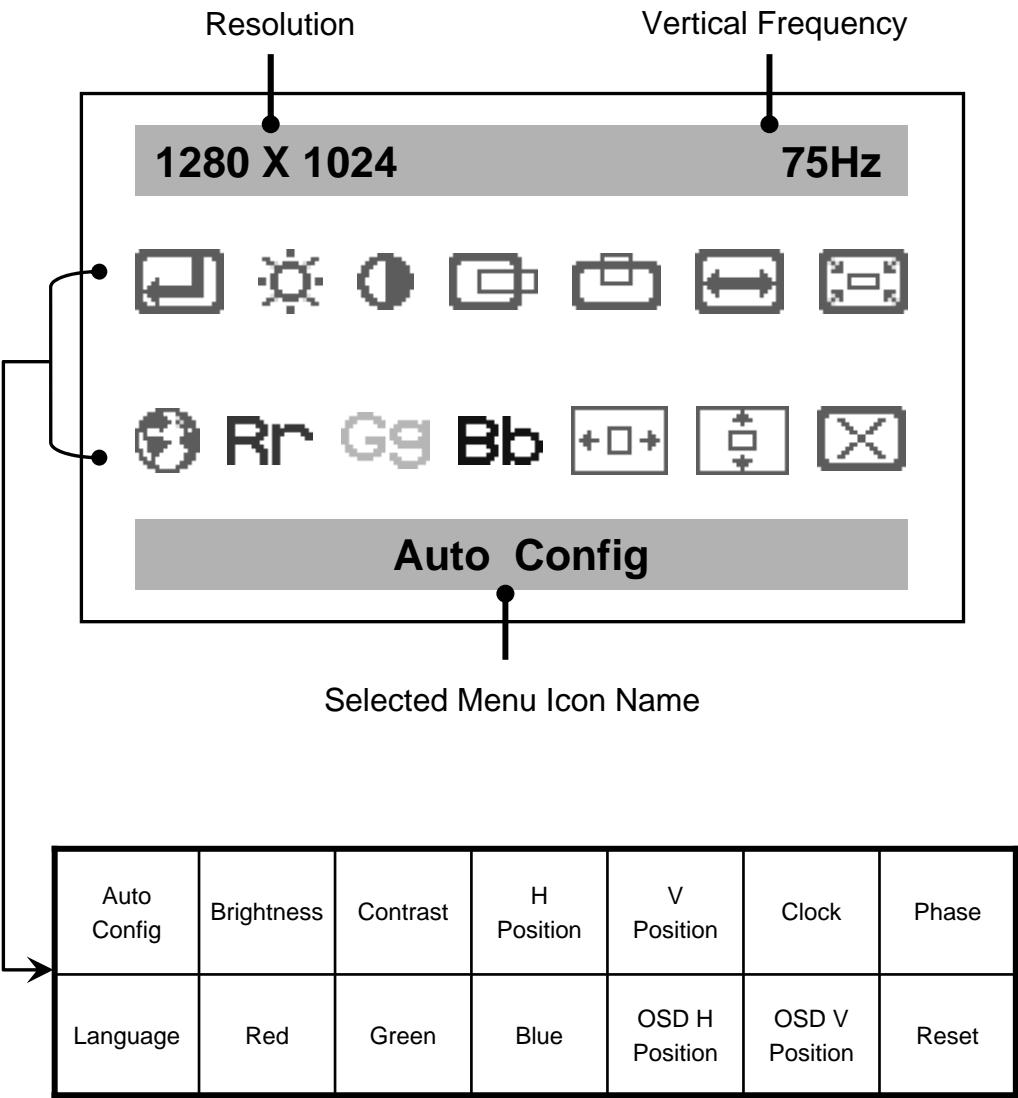 Resolution
Vertical Frequency
1280 X 1024
75Hz
Rr
Gg
Bb
Auto Config
Selected Menu Icon Name
Auto
Config
Brightness
Contrast
H
Position
V
Position
Clock
Phase
Language
Red
Green
Blue
OSD H
Position
OSD V
Position
Reset